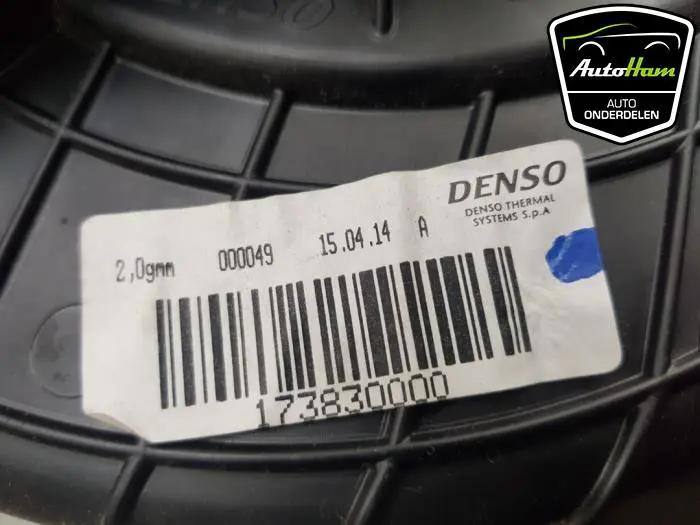 AutoHam
AUTO
ONDERDELEN
DENSO
DENSO THERMAL
SYSTEMS S.p.A
2,0gmm 000049 15.04.14 A
173830000